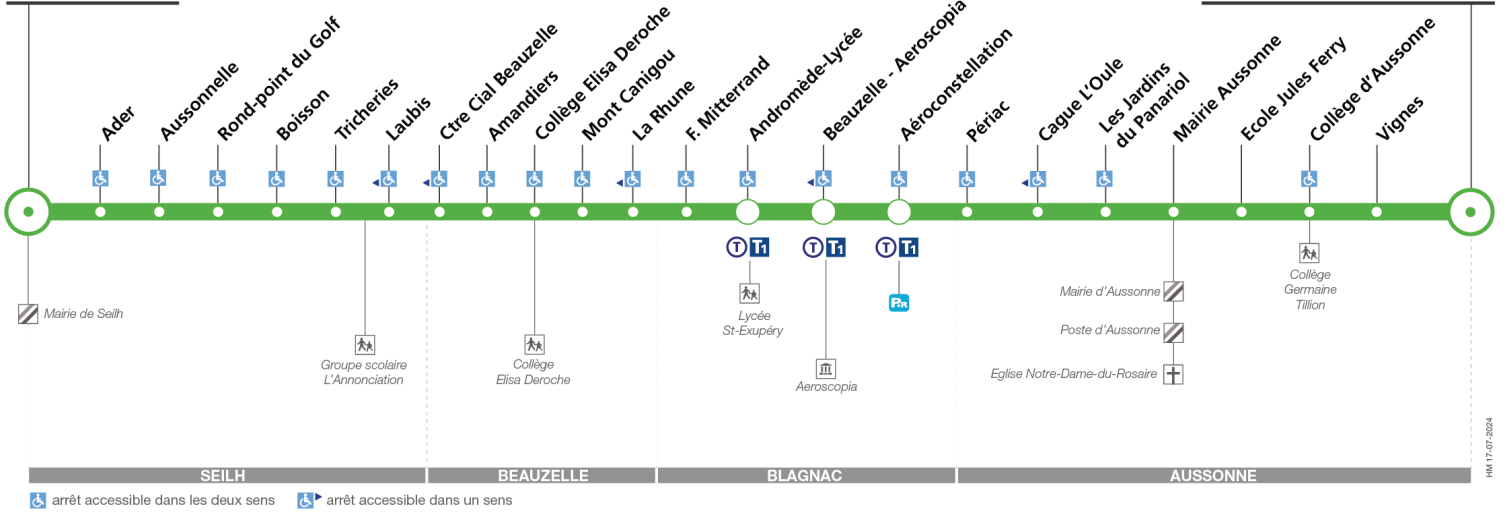 Ader
Aussonnelle
Rond-point du Golf
Boisson
Tricheries
Laubis
Ctre Cial Beauzelle
Amandiers
Collège Elisa Deroche
Mont Canigou
La Rhune
F. Mitterrand
Andromède-Lycée
Beauzelle - Aeroscopia
Aéroconstellation
Périac
Cague L'Oule
Les Jardins
du Panariol
Mairie Aussonne
Ecole Jules Ferry
Collège d'Aussonne
Vignes
T T1
T T1
T T1
P+R
Mairie de Seilh
Groupe scolaire
L'Annonciation
Collège
Elisa Deroche
Lycée
St-Exupéry
Aeroscopia
Mairie d'Aussonne
Poste d'Aussonne
Eglise Notre-Dame-du-Rosaire
Collège
Germaine
Tillion
SEILH
BEAUZELLE
BLAGNAC
AUSSONNE
arrêt accessible dans les deux sens
arrêt accessible dans un sens
HM 17-07-2024